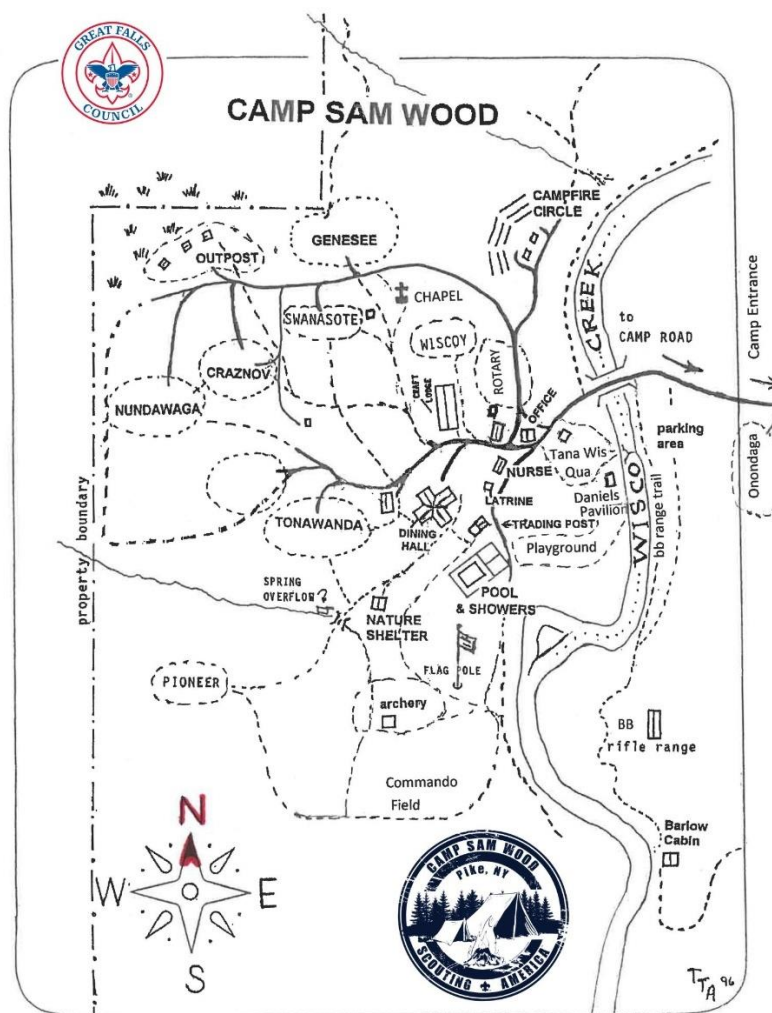 GREAT FALLS
COUNCIL
CAMP SAM WOOD
CAMPFIRE
CIRCLE
GENESEE
OUTPOST
CHAPEL
SWANASOTE
WISCOY
ROTARY
CREEK
to
CAMP ROAD
Camp Entrance
CRAZNOV
NUNDAWAGA
CRAFT
LODGE
OFFICE
parking
area
Onondaga
NURSE
Tana Wis
Qua
LATRINE
Daniels
Pavilion
WISCO
bb range trail
TONAWANDA
DINING
HALL
TRADING POST
Playground
property boundary
SPRING
OVERFLOW
POOL
& SHOWERS
NATURE
SHELTER
FLAG POLE
PIONEER
archery
BB
rifle range
Commando
Field
Barlow
Cabin
N
W
E
S
CAMP SAM WOOD
Pike, NY
SCOUTING AMERICA
TTA 96